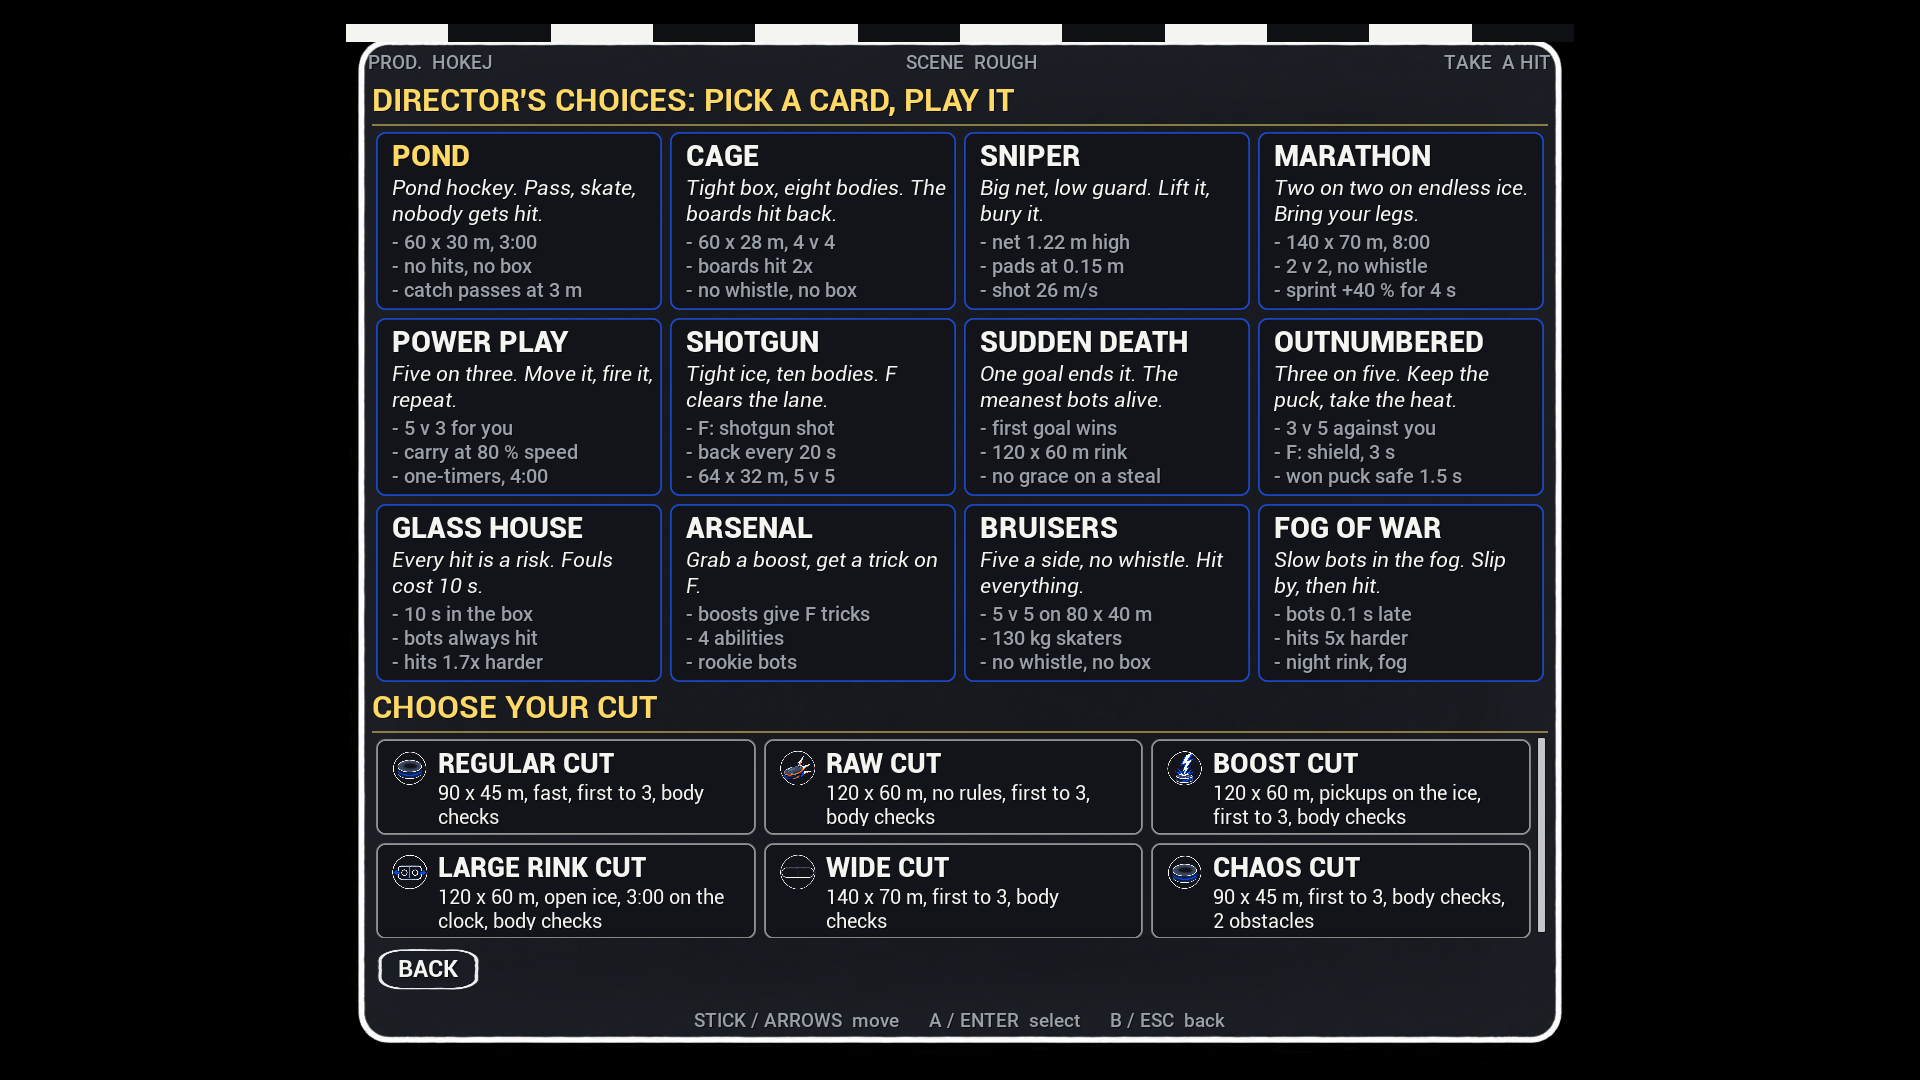 PROD. HOKEJ
SCENE ROUGH
TAKE A HIT
DIRECTOR'S CHOICES: PICK A CARD, PLAY IT
POND
Pond hockey. Pass, skate,
nobody gets hit.
- 60 x 30 m, 3:00
- no hits, no box
- catch passes at 3 m
CAGE
Tight box, eight bodies. The
boards hit back.
- 60 x 28 m, 4 v 4
- boards hit 2x
- no whistle, no box
SNIPER
Big net, low guard. Lift it,
bury it.
- net 1.22 m high
- pads at 0.15 m
- shot 26 m/s
MARATHON
Two on two on endless ice.
Bring your legs.
- 140 x 70 m, 8:00
- 2 v 2, no whistle
- sprint +40 % for 4 s
POWER PLAY
Five on three. Move it, fire it,
repeat.
- 5 v 3 for you
- carry at 80 % speed
- one-timers, 4:00
SHOTGUN
Tight ice, ten bodies. F
clears the lane.
- F: shotgun shot
- back every 20 s
- 64 x 32 m, 5 v 5
SUDDEN DEATH
One goal ends it. The
meanest bots alive.
- first goal wins
- 120 x 60 m rink
- no grace on a steal
OUTNUMBERED
Three on five. Keep the
puck, take the heat.
- 3 v 5 against you
- F: shield, 3 s
- won puck safe 1.5 s
GLASS HOUSE
Every hit is a risk. Fouls
cost 10 s.
- 10 s in the box
- bots always hit
- hits 1.7x harder
ARSENAL
Grab a boost, get a trick on
F.
- boosts give F tricks
- 4 abilities
- rookie bots
BRUISERS
Five a side, no whistle. Hit
everything.
- 5 v 5 on 80 x 40 m
- 130 kg skaters
- no whistle, no box
FOG OF WAR
Slow bots in the fog. Slip
by, then hit.
- bots 0.1 s late
- hits 5x harder
- night rink, fog
CHOOSE YOUR CUT
REGULAR CUT
90 x 45 m, fast, first to 3, body
checks
RAW CUT
120 x 60 m, no rules, first to 3,
body checks
BOOST CUT
120 x 60 m, pickups on the ice,
first to 3, body checks
LARGE RINK CUT
120 x 60 m, open ice, 3:00 on the
clock, body checks
WIDE CUT
140 x 70 m, first to 3, body
checks
CHAOS CUT
90 x 45 m, first to 3, body checks,
2 obstacles
BACK
STICK / ARROWS move A / ENTER select B / ESC back